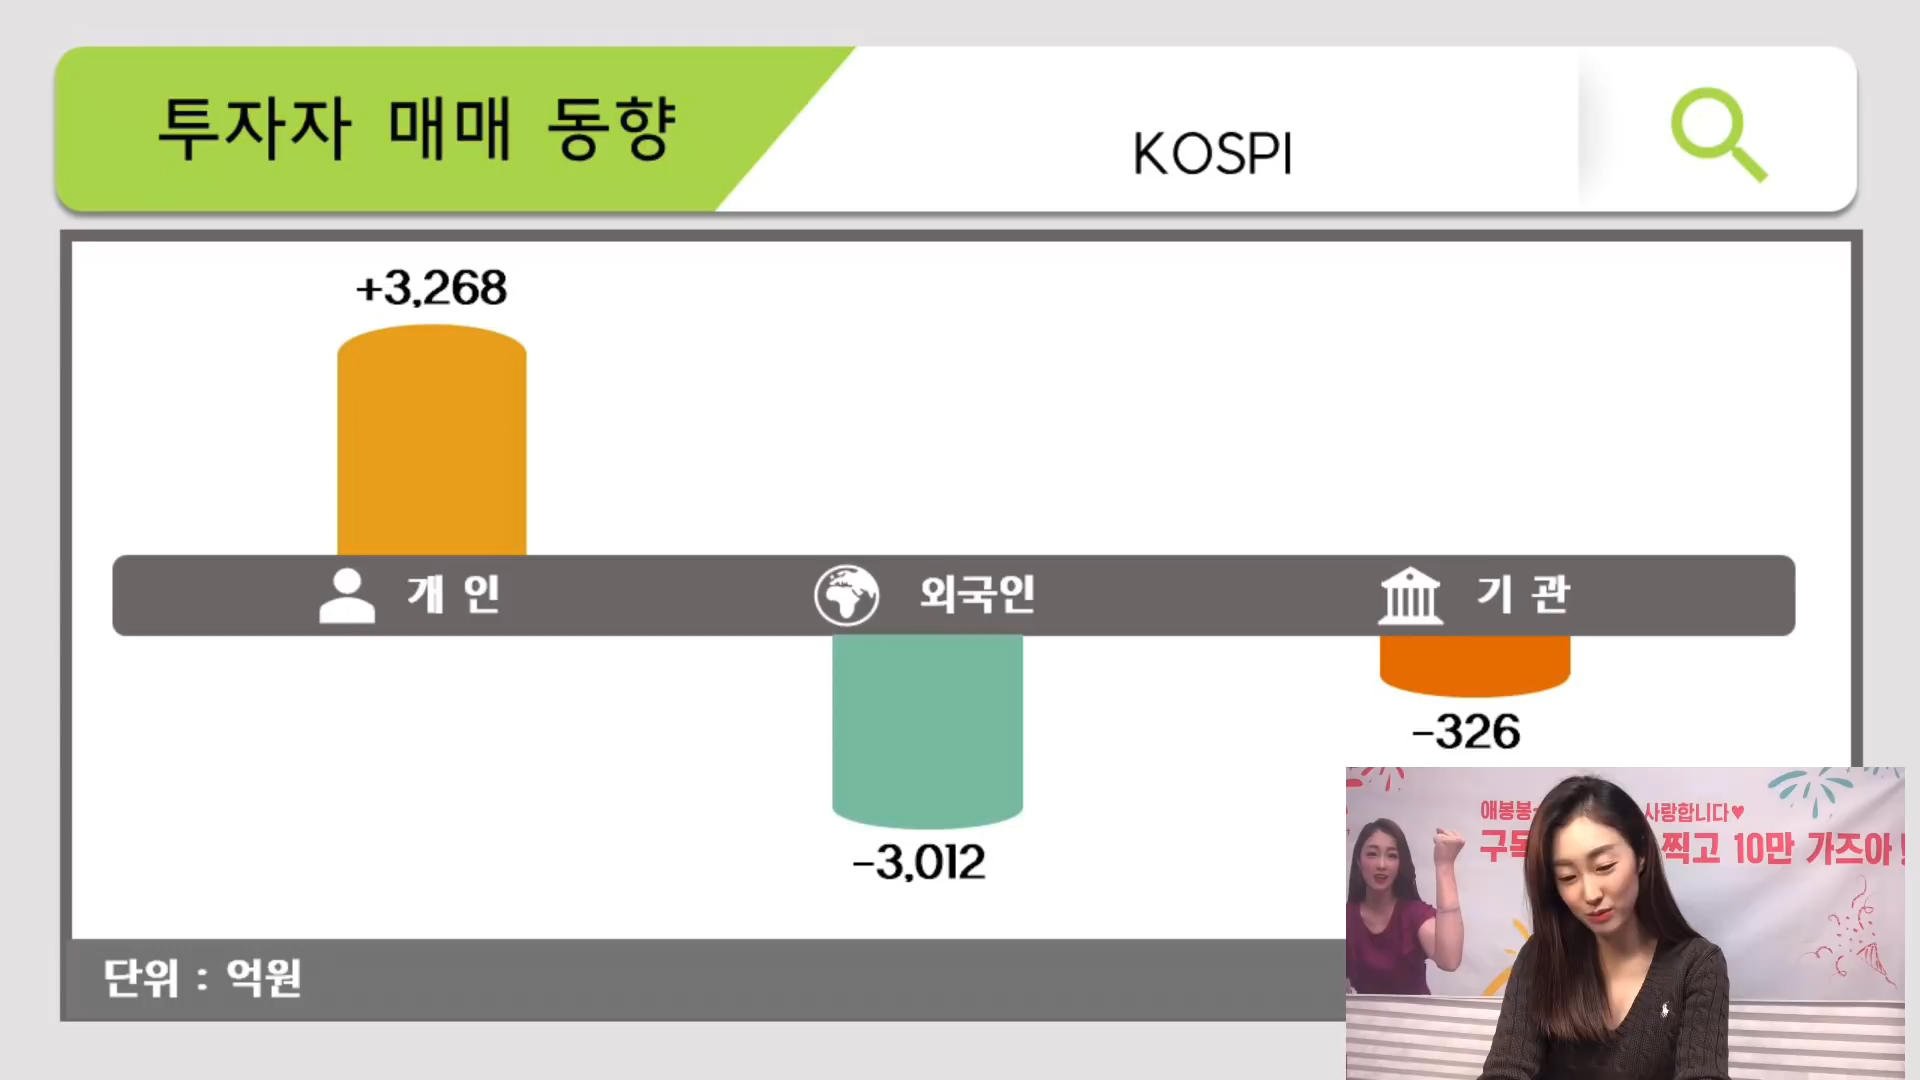 투자자 매매 동향
KOSPI
+3,268
개 인
외국인
기 관
-326
-3,012
애봉봉
사랑합니다♥
찍고 10만 가즈아!
단위 : 억원